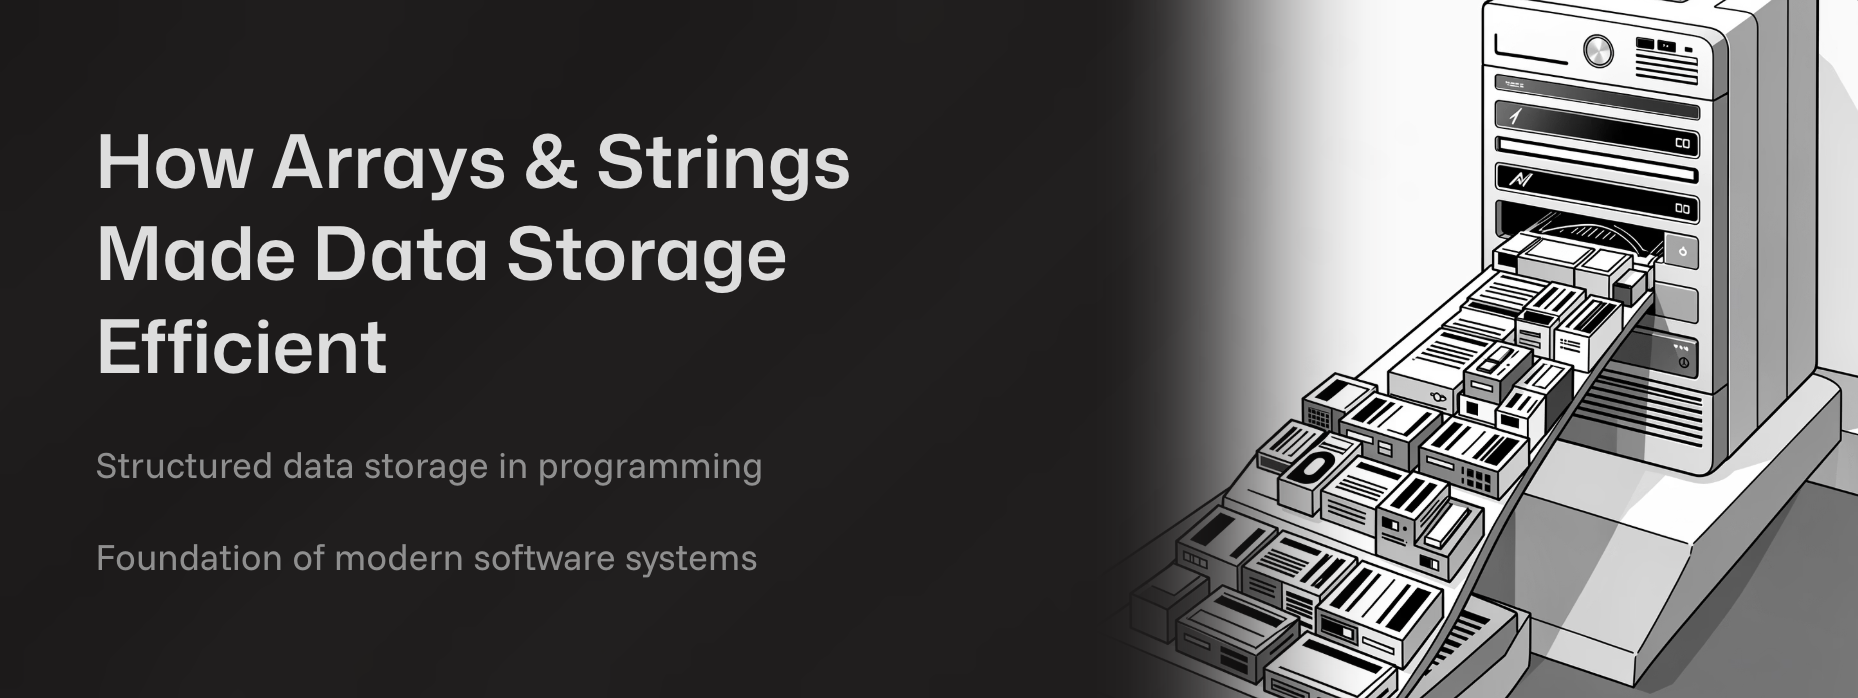 How Arrays & Strings
Made Data Storage
Efficient
Structured data storage in programming
Foundation of modern software systems